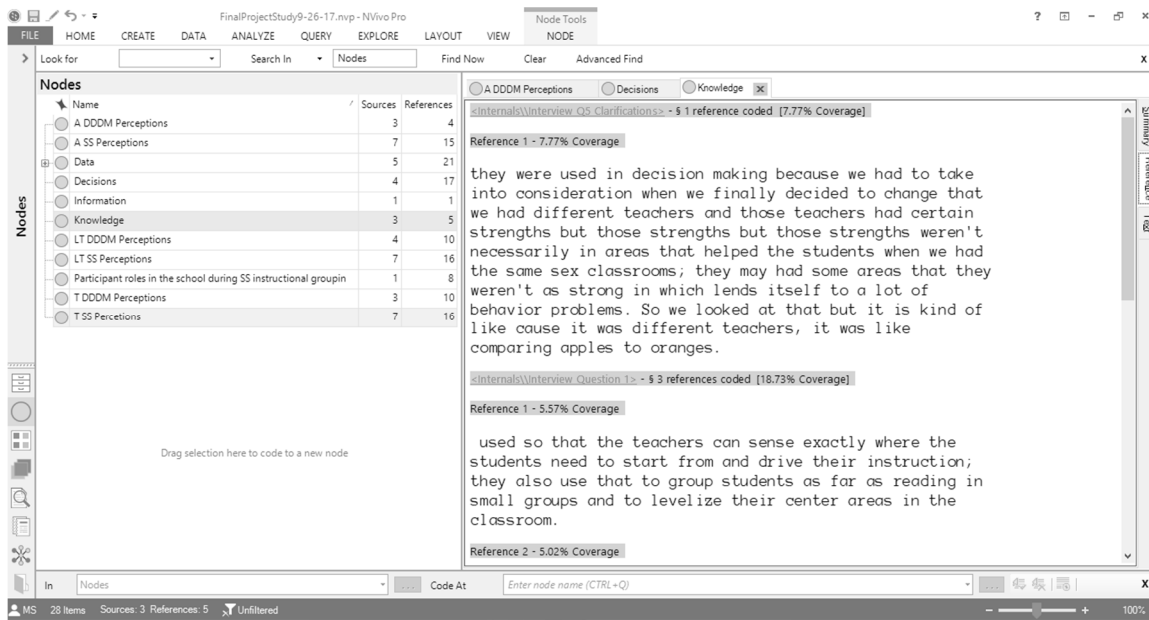 FinalProjectStudy9-26-17.nvp - NVivo Pro
Node Tools
?
FILE HOME CREATE DATA ANALYZE QUERY EXPLORE LAYOUT VIEW NODE
Look for Search In Nodes Find Now Clear Advanced Find X
Nodes
Name Sources References
A DDDM Perceptions 3 4
A SS Perceptions 7 15
Data 5 21
Decisions 4 17
Information 1 1
Knowledge 3 5
LT DDDM Perceptions 4 10
LT SS Perceptions 7 16
Participant roles in the school during SS instructional groupin 1 8
T DDDM Perceptions 3 10
T SS Percetions 7 16
Drag selection here to code to a new node
Nodes
A DDDM Perceptions Decisions Knowledge x
<Internals\\Interview Q5 Clarifications> - § 1 reference coded [7.77% Coverage]
Reference 1 - 7.77% Coverage
they were used in decision making because we had to take
into consideration when we finally decided to change that
we had different teachers and those teachers had certain
strengths but those strengths but those strengths weren't
necessarily in areas that helped the students when we had
the same sex classrooms; they may had some areas that they
weren't as strong in which lends itself to a lot of
behavior problems. So we looked at that but it is kind of
like cause it was different teachers, it was like
comparing apples to oranges.
<Internals\\Interview Question 1> - § 3 references coded [18.73% Coverage]
Reference 1 - 5.57% Coverage
used so that the teachers can sense exactly where the
students need to start from and drive their instruction;
they also use that to group students as far as reading in
small groups and to levelize their center areas in the
classroom.
Reference 2 - 5.02% Coverage
Summary
Reference
In Nodes ... Code At Enter node name (CTRL+Q) ... X
MS 28 Items Sources: 3 References: 5 Unfiltered 100%